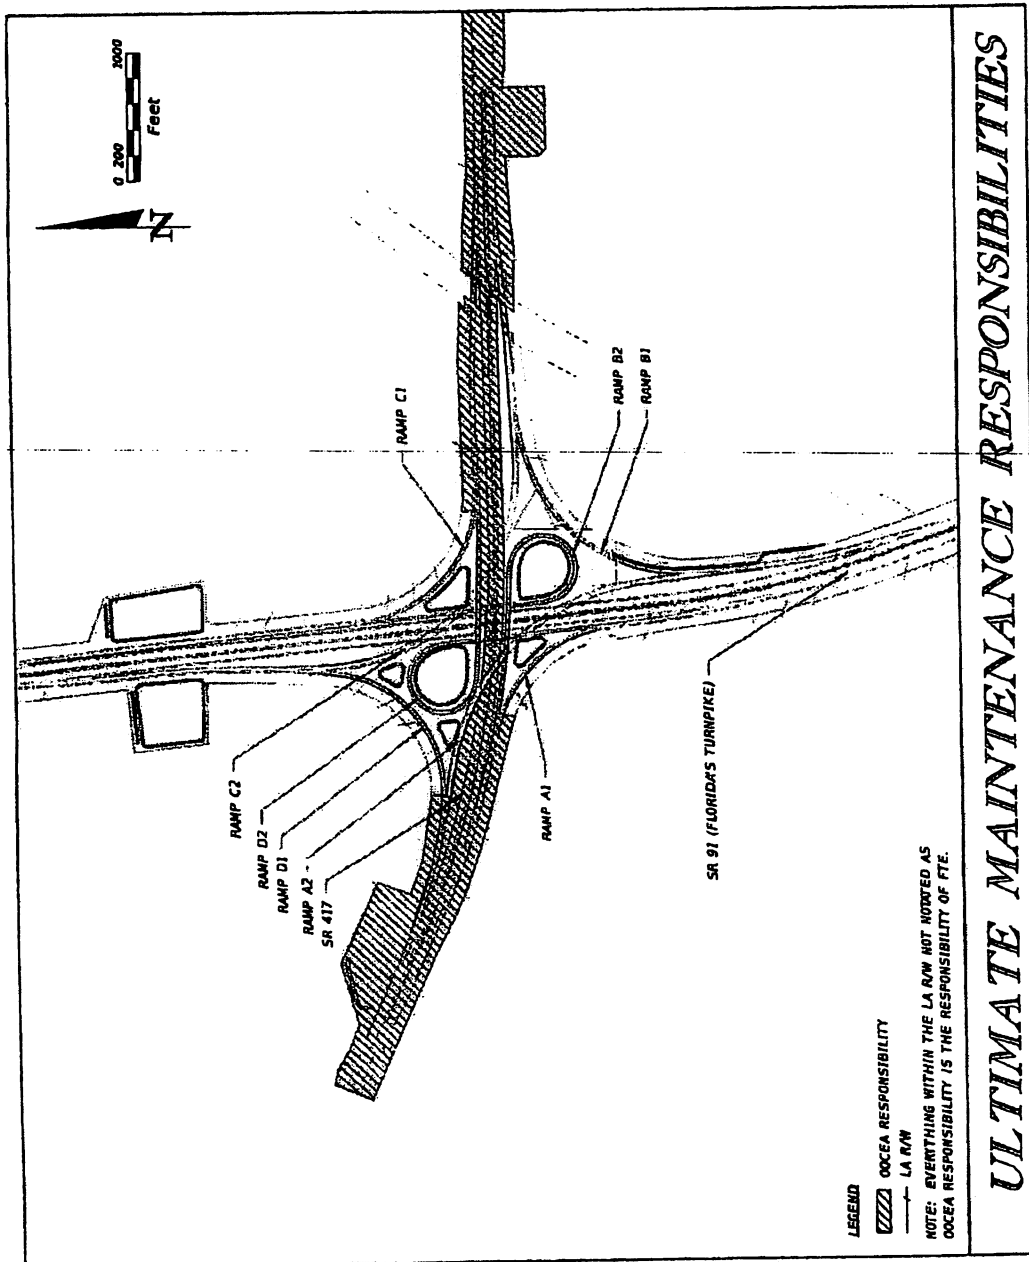 0 200 1000
Feet
N
RAMP C1
RAMP B2
RAMP B1
RAMP C2
RAMP D2
RAMP D1
RAMP A2
SR 417
RAMP A1
SR 91 (FLORIDA'S TURNPIKE)
LEGEND
OOCEA RESPONSIBILITY
LA R/W
NOTE: EVERYTHING WITHIN THE LA R/W NOT NOTATED AS
OOCEA RESPONSIBILITY IS THE RESPONSIBILITY OF FTE.
ULTIMATE MAINTENANCE RESPONSIBILITIES